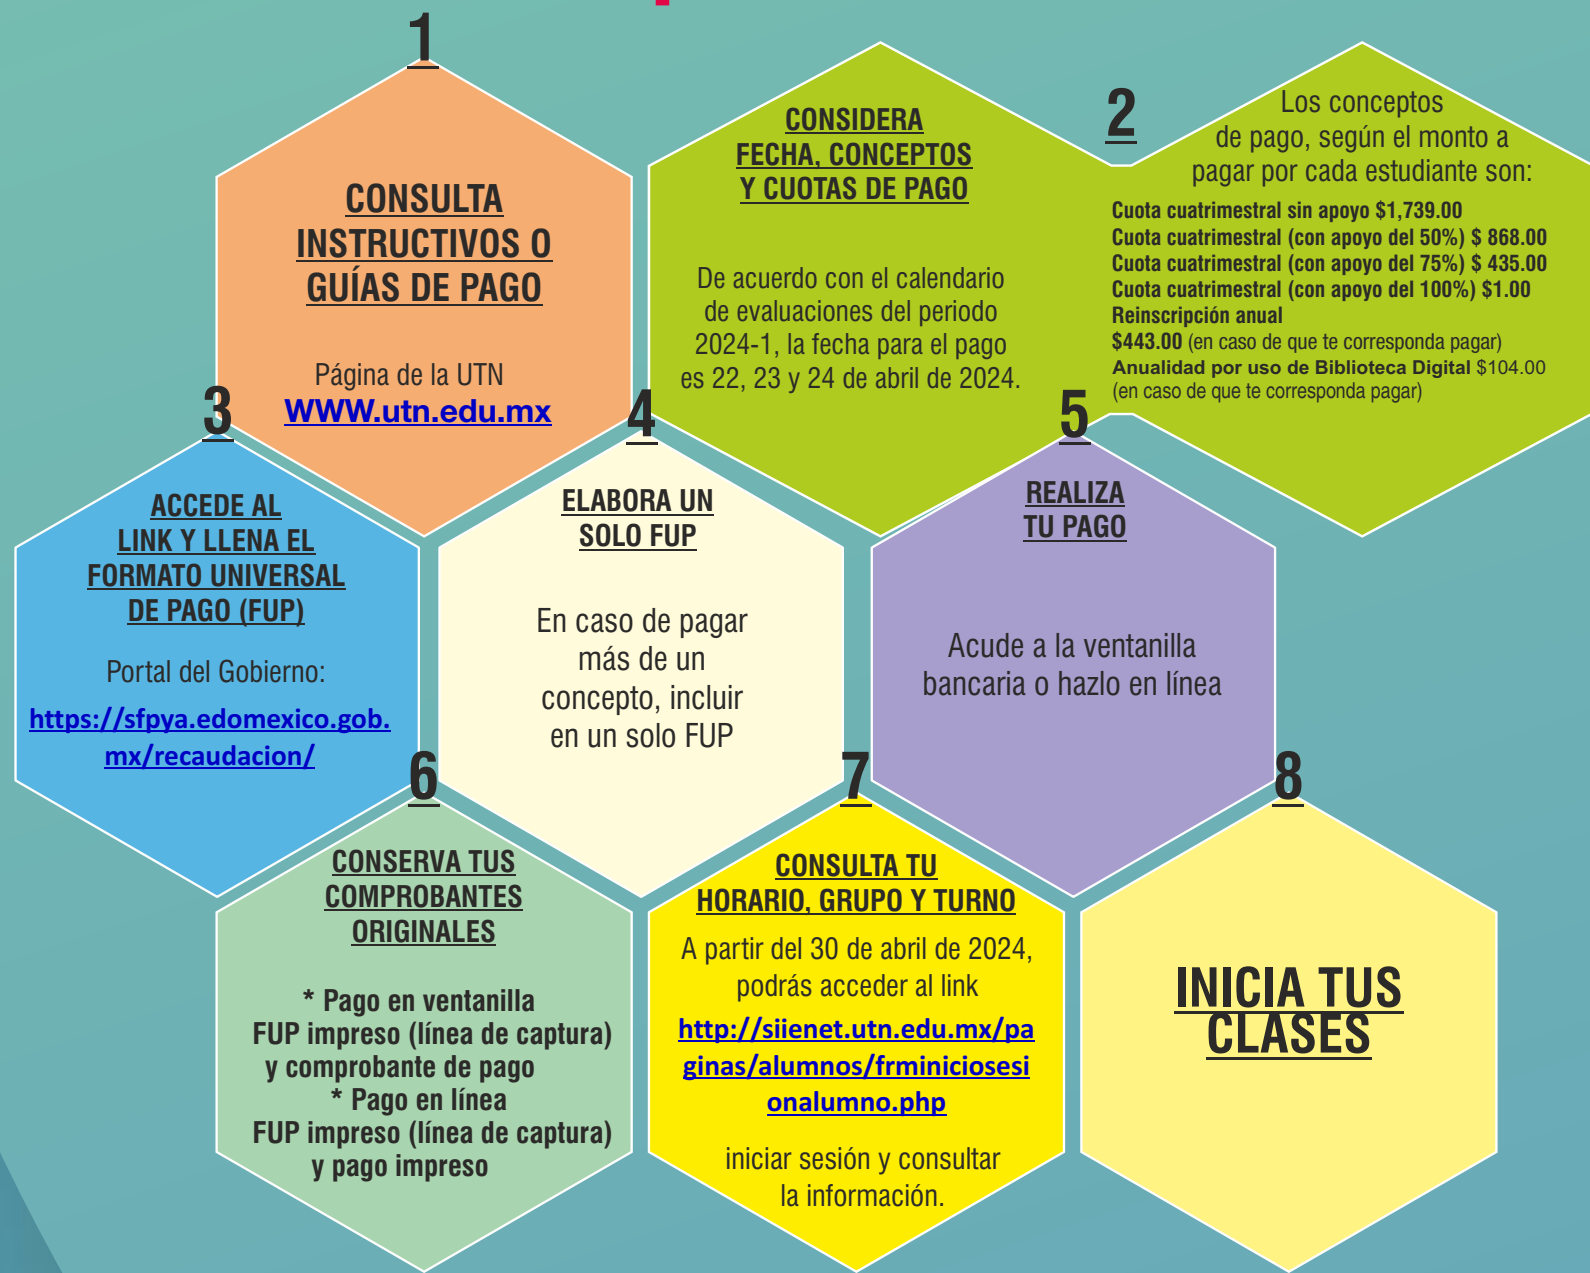 1
CONSULTA
INSTRUCTIVOS O
GUÍAS DE PAGO
Página de la UTN
WWW.utn.edu.mx
2
CONSIDERA
FECHA, CONCEPTOS
Y CUOTAS DE PAGO
De acuerdo con el calendario
de evaluaciones del periodo
2024-1, la fecha para el pago
es 22, 23 y 24 de abril de 2024.
Los conceptos
de pago, según el monto a
pagar por cada estudiante son:
Cuota cuatrimestral sin apoyo $1,739.00
Cuota cuatrimestral (con apoyo del 50%) $ 868.00
Cuota cuatrimestral (con apoyo del 75%) $ 435.00
Cuota cuatrimestral (con apoyo del 100%) $1.00
Reinscripción anual
$443.00 (en caso de que te corresponda pagar)
Anualidad por uso de Biblioteca Digital $104.00
(en caso de que te corresponda pagar)
3
ACCEDE AL
LINK Y LLENA EL
FORMATO UNIVERSAL
DE PAGO (FUP)
Portal del Gobierno:
https://sfpya.edomexico.gob.
mx/recaudacion/
4
ELABORA UN
SOLO FUP
En caso de pagar
más de un
concepto, incluir
en un solo FUP
5
REALIZA
TU PAGO
Acude a la ventanilla
bancaria o hazlo en línea
6
CONSERVA TUS
COMPROBANTES
ORIGINALES
* Pago en ventanilla
FUP impreso (línea de captura)
y comprobante de pago
* Pago en línea
FUP impreso (línea de captura)
y pago impreso
7
CONSULTA TU
HORARIO, GRUPO Y TURNO
A partir del 30 de abril de 2024,
podrás acceder al link
http://siienet.utn.edu.mx/pa
ginas/alumnos/frminiciosesi
onalumno.php
iniciar sesión y consultar
la información.
8
INICIA TUS
CLASES